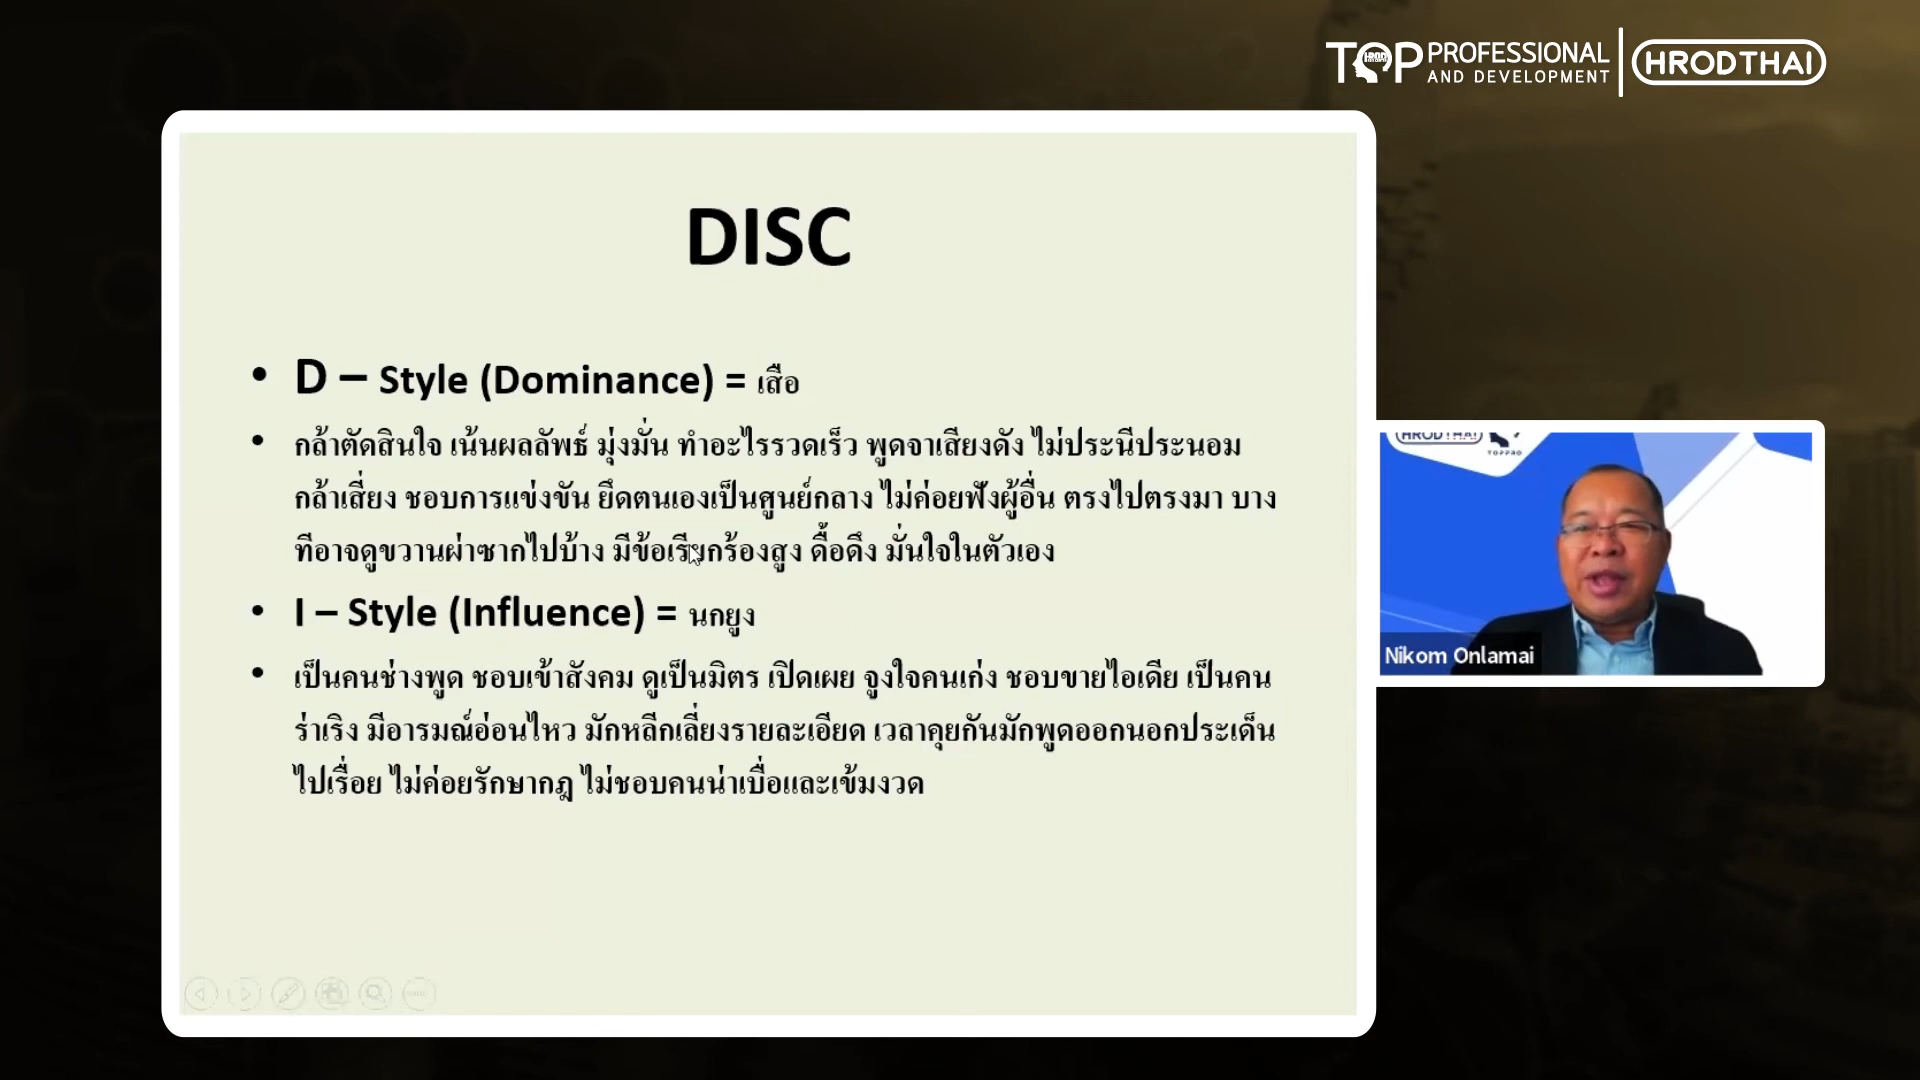 TOP PROFESSIONAL AND DEVELOPMENT
HRODTHAI
DISC
• D – Style (Dominance) = เสือ
• กล้าตัดสินใจ เน้นผลลัพธ์ มุ่งมั่น ทำอะไรรวดเร็ว พูดจาเสียงดัง ไม่ประนีประนอม
กล้าเสี่ยง ชอบการแข่งขัน ยึดตนเองเป็นศูนย์กลาง ไม่ค่อยฟังผู้อื่น ตรงไปตรงมา บาง
ทีอาจดูขวานผ่าซากไปบ้าง มีข้อเรียกร้องสูง ดื้อดึง มั่นใจในตัวเอง
• I – Style (Influence) = นกยูง
• เป็นคนช่างพูด ชอบเข้าสังคม ดูเป็นมิตร เปิดเผย จูงใจคนเก่ง ชอบขายไอเดีย เป็นคน
ร่าเริง มีอารมณ์อ่อนไหว มักหลีกเลี่ยงรายละเอียด เวลาคุยกันมักพูดออกนอกประเด็น
ไปเรื่อย ไม่ค่อยรักษากฎ ไม่ชอบคนน่าเบื่อและเข้มงวด
HRODTHAI
TOPPRO
Nikom Onlamai